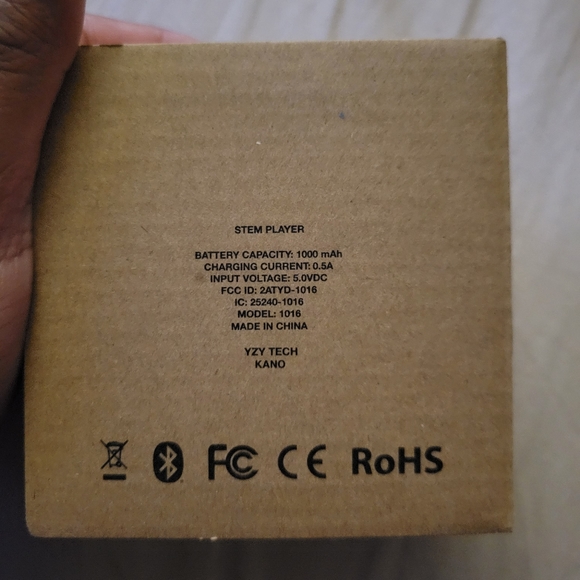 STEM PLAYER
BATTERY CAPACITY: 1000 mAh
CHARGING CURRENT: 0.5A
INPUT VOLTAGE: 5.0VDC
FCC ID: 2ATYD-1016
IC: 25240-1016
MODEL: 1016
MADE IN CHINA
YZY TECH
KANO
FC CE RoHS